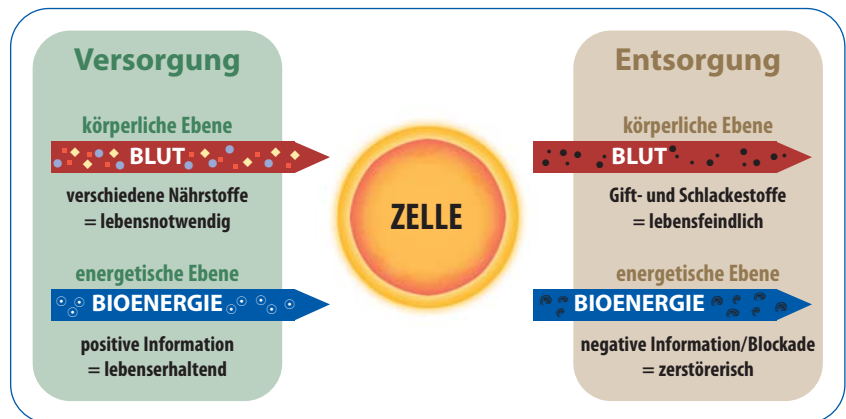 Versorgung
körperliche Ebene
BLUT
verschiedene Nährstoffe
= lebensnotwendig
energetische Ebene
BIOENERGIE
positive Information
= lebenserhaltend
ZELLE
Entsorgung
körperliche Ebene
BLUT
Gift- und Schlackestoffe
= lebensfeindlich
energetische Ebene
BIOENERGIE
negative Information/Blockade
= zerstörerisch